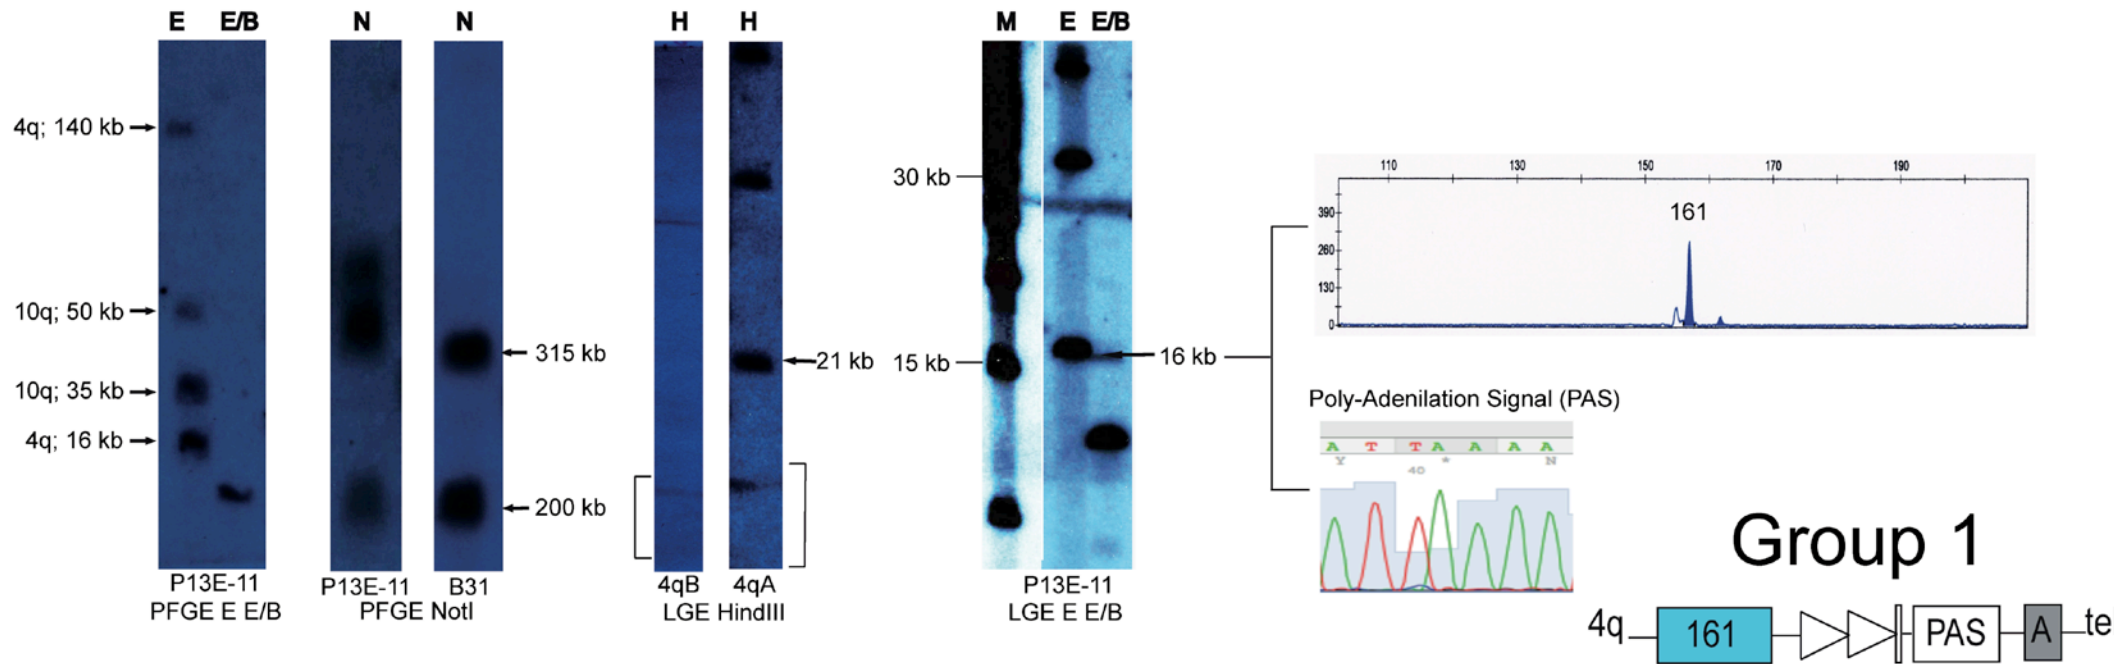 E E/B N N H H M E E/B
4q; 140 kb
10q; 50 kb
10q; 35 kb
4q; 16 kb
315 kb
200 kb
21 kb
30 kb
15 kb
16 kb
P13E-11
PFGE E E/B
P13E-11 B31
PFGE NotI
4qB 4qA
LGE HindIII
P13E-11
LGE E E/B
110 130 150 170 190
390
260
130
0
161
Poly-Adenilation Signal (PAS)
A T T A A A A
Y * N
40
Group 1
4q 161 PAS A te